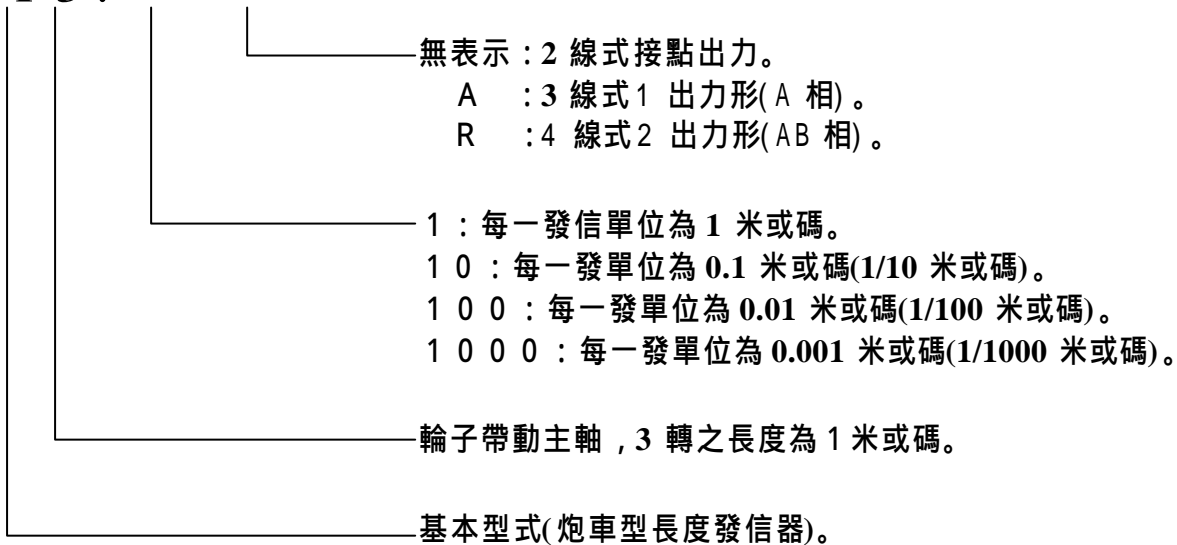 無表示：2 線式接點出力。
A ：3 線式1 出力形(A 相)。
R ：4 線式2 出力形(AB 相)。
1：每一發信單位為 1 米或碼。
10：每一發單位為 0.1 米或碼(1/10 米或碼)。
100：每一發單位為 0.01 米或碼(1/100 米或碼)。
1000：每一發單位為 0.001 米或碼(1/1000 米或碼)。
輪子帶動主軸，3 轉之長度為1米或碼。
基本型式(炮車型長度發信器)。